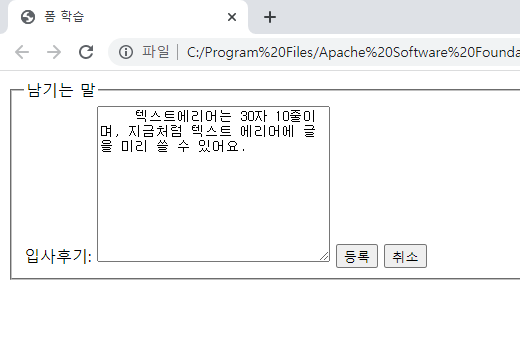 폼 학습
파일 | C:/Program%20Files/Apache%20Software%20Founda
남기는 말
텍스트에리어는 30자 10줄이
며, 지금처럼 텍스트 에리어에 글
을 미리 쓸 수 있어요.
입사후기: 등록 취소